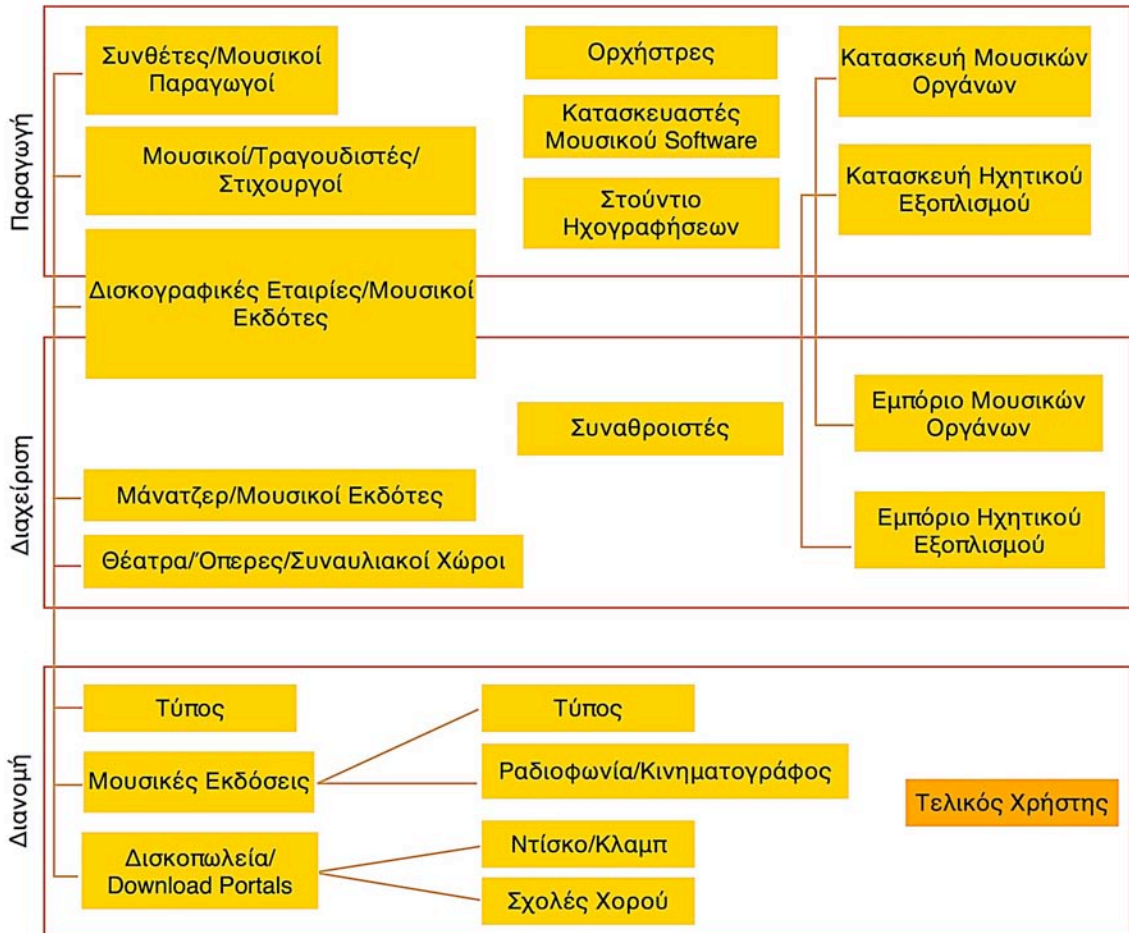 Παραγωγή
Συνθέτες/Μουσικοί
Παραγωγοί
Μουσικοί/Τραγουδιστές/
Στιχουργοί
Δισκογραφικές Εταιρίες/Μουσικοί
Εκδότες
Ορχήστρες
Κατασκευαστές
Μουσικού Software
Στούντιο
Ηχογραφήσεων
Κατασκευή Μουσικών
Οργάνων
Κατασκευή Ηχητικού
Εξοπλισμού
Διαχείριση
Συναθροιστές
Μάνατζερ/Μουσικοί Εκδότες
Θέατρα/Όπερες/Συναυλιακοί Χώροι
Εμπόριο Μουσικών
Οργάνων
Εμπόριο Ηχητικού
Εξοπλισμού
Διανομή
Τύπος
Μουσικές Εκδόσεις
Δισκοπωλεία/
Download Portals
Τύπος
Ραδιοφωνία/Κινηματογράφος
Ντίσκο/Κλαμπ
Σχολές Χορού
Τελικός Χρήστης